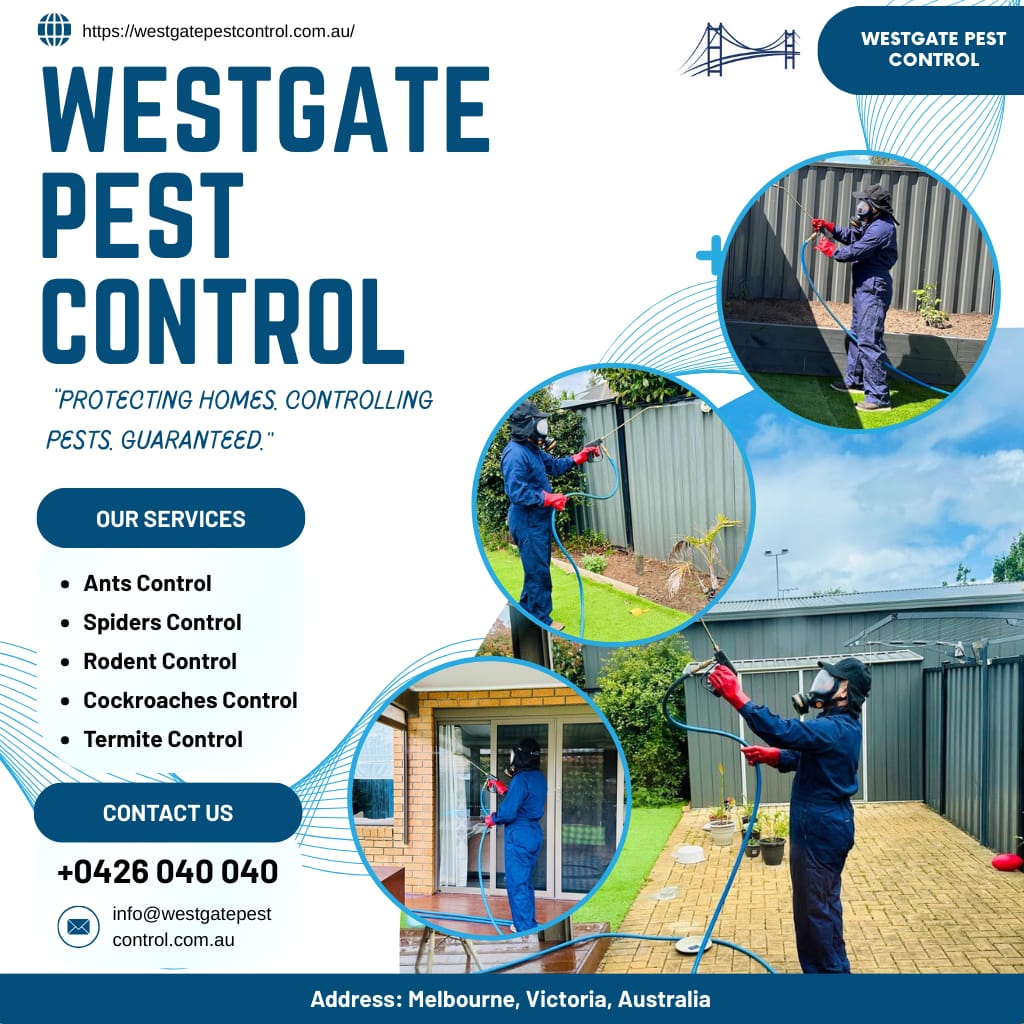 https://westgatepestcontrol.com.au/
WESTGATE PEST
CONTROL
WESTGATE
PEST
CONTROL
"PROTECTING HOMES. CONTROLLING
PESTS. GUARANTEED."
OUR SERVICES
Ants Control
Spiders Control
Rodent Control
Cockroaches Control
Termite Control
CONTACT US
+0426 040 040
info@westgatepest
control.com.au
Address: Melbourne, Victoria, Australia